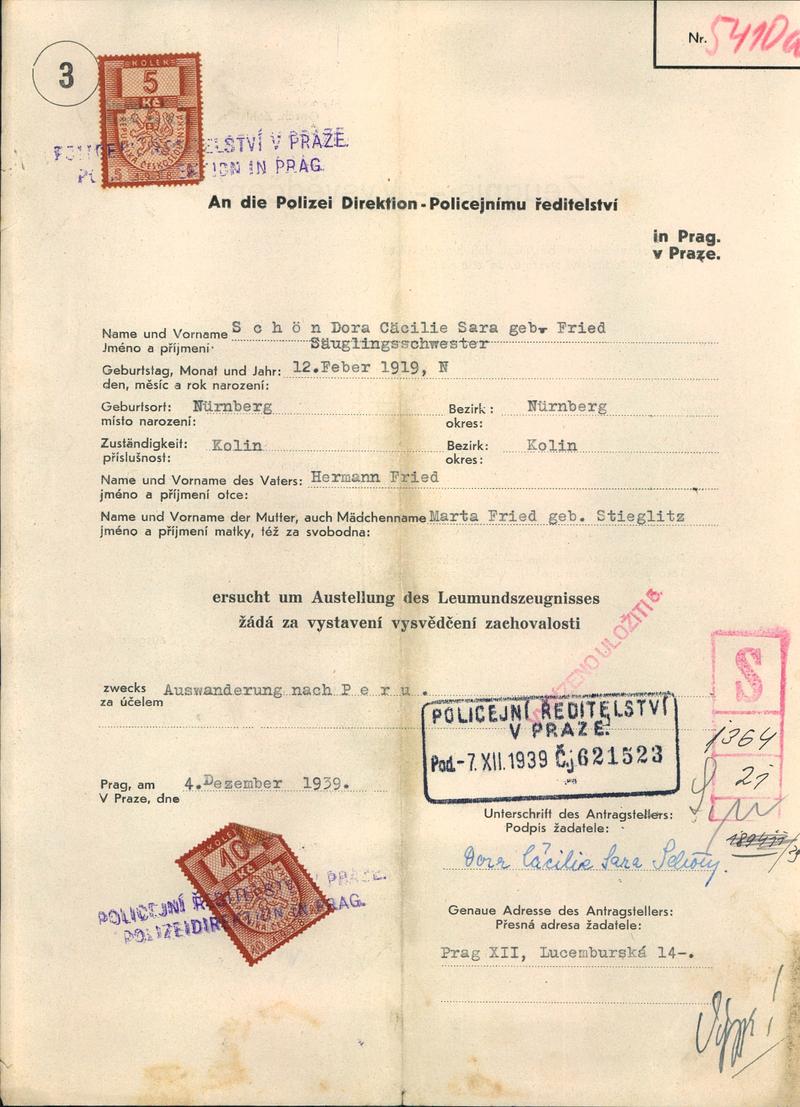 Nr. 5410a
3
KOLEK
5
Kč
POLICEJNÍ ŘEDITELSTVÍ V PRAZE.
POLIZEIDIREKTION IN PRAG.
An die Polizei Direktion - Policejnímu ředitelství
in Prag.
v Praze.
Name und Vorname S c h ö n Dora Cäcilie Sara geb. Fried
Jméno a příjmení: Säuglingsschwester
Geburtstag, Monat und Jahr: 12.Feber 1919, N
den, měsíc a rok narození:
Geburtsort: Nürnberg Bezirk: Nürnberg
místo narození: okres:
Zuständigkeit: Kolin Bezirk: Kolin
příslušnost: okres:
Name und Vorname des Vaters: Hermann Fried
jméno a příjmení otce:
Name und Vorname der Mutter, auch Mädchenname Marta Fried geb. Stieglitz
jméno a příjmení matky, též za svobodna:
ersucht um Austellung des Leumundszeugnisses
žádá za vystavení vysvědčení zachovalosti
ULOŽITI
S
zwecks Auswanderung nach P e r u .
za účelem
POLICEJNÍ ŘEDITELSTVÍ
V PRAZE.
Pod.-7.XII.1939 Čj 621523
1364
21
Prag, am 4.Dezember 1939.
V Praze, dne
Unterschrift des Antragstellers:
Podpis žadatele:
Dora Cäcilie Sara Schön.
KOLEK
10
Kč
POLICEJNÍ ŘEDITELSTVÍ V PRAZE.
POLIZEIDIREKTION IN PRAG.
Genaue Adresse des Antragstellers:
Přesná adresa žadatele:
Prag XII, Lucemburská 14-.